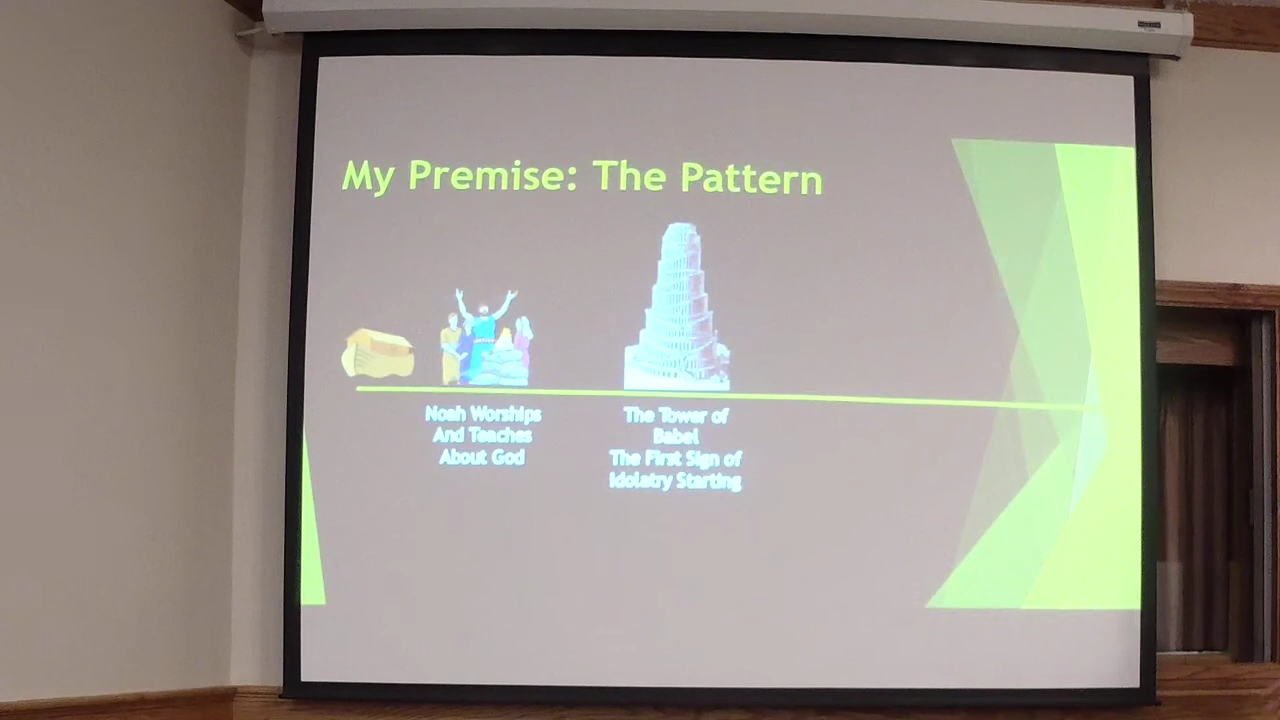 My Premise: The Pattern
Noah Worships
And Teaches
About God
The Tower of
Babel
The First Sign of
Idolatry Starting